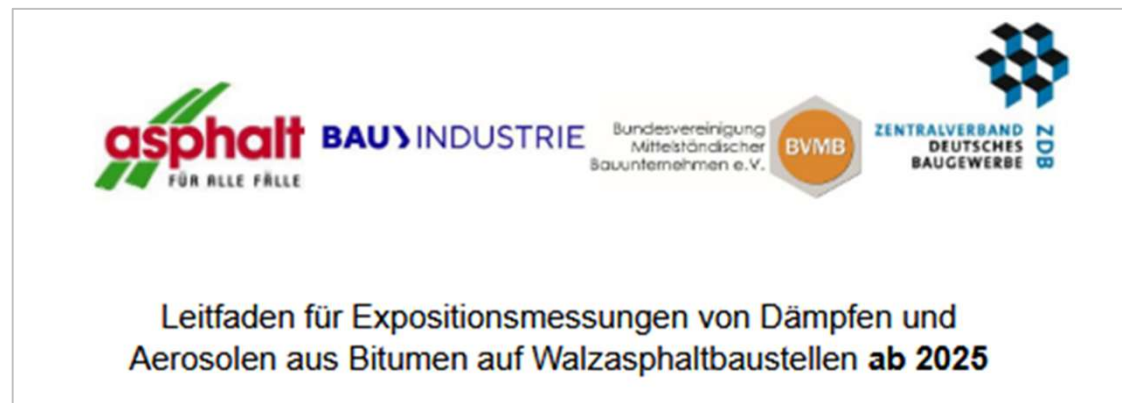 asphalt
FÜR ALLE FÄLLE
BAU INDUSTRIE
Bundesvereinigung
Mittelständischer
Bauunternehmen e.V.
BVMB
ZENTRALVERBAND
DEUTSCHES
BAUGEWERBE
ZDB
Leitfaden für Expositionsmessungen von Dämpfen und
Aerosolen aus Bitumen auf Walzasphaltbaustellen ab 2025